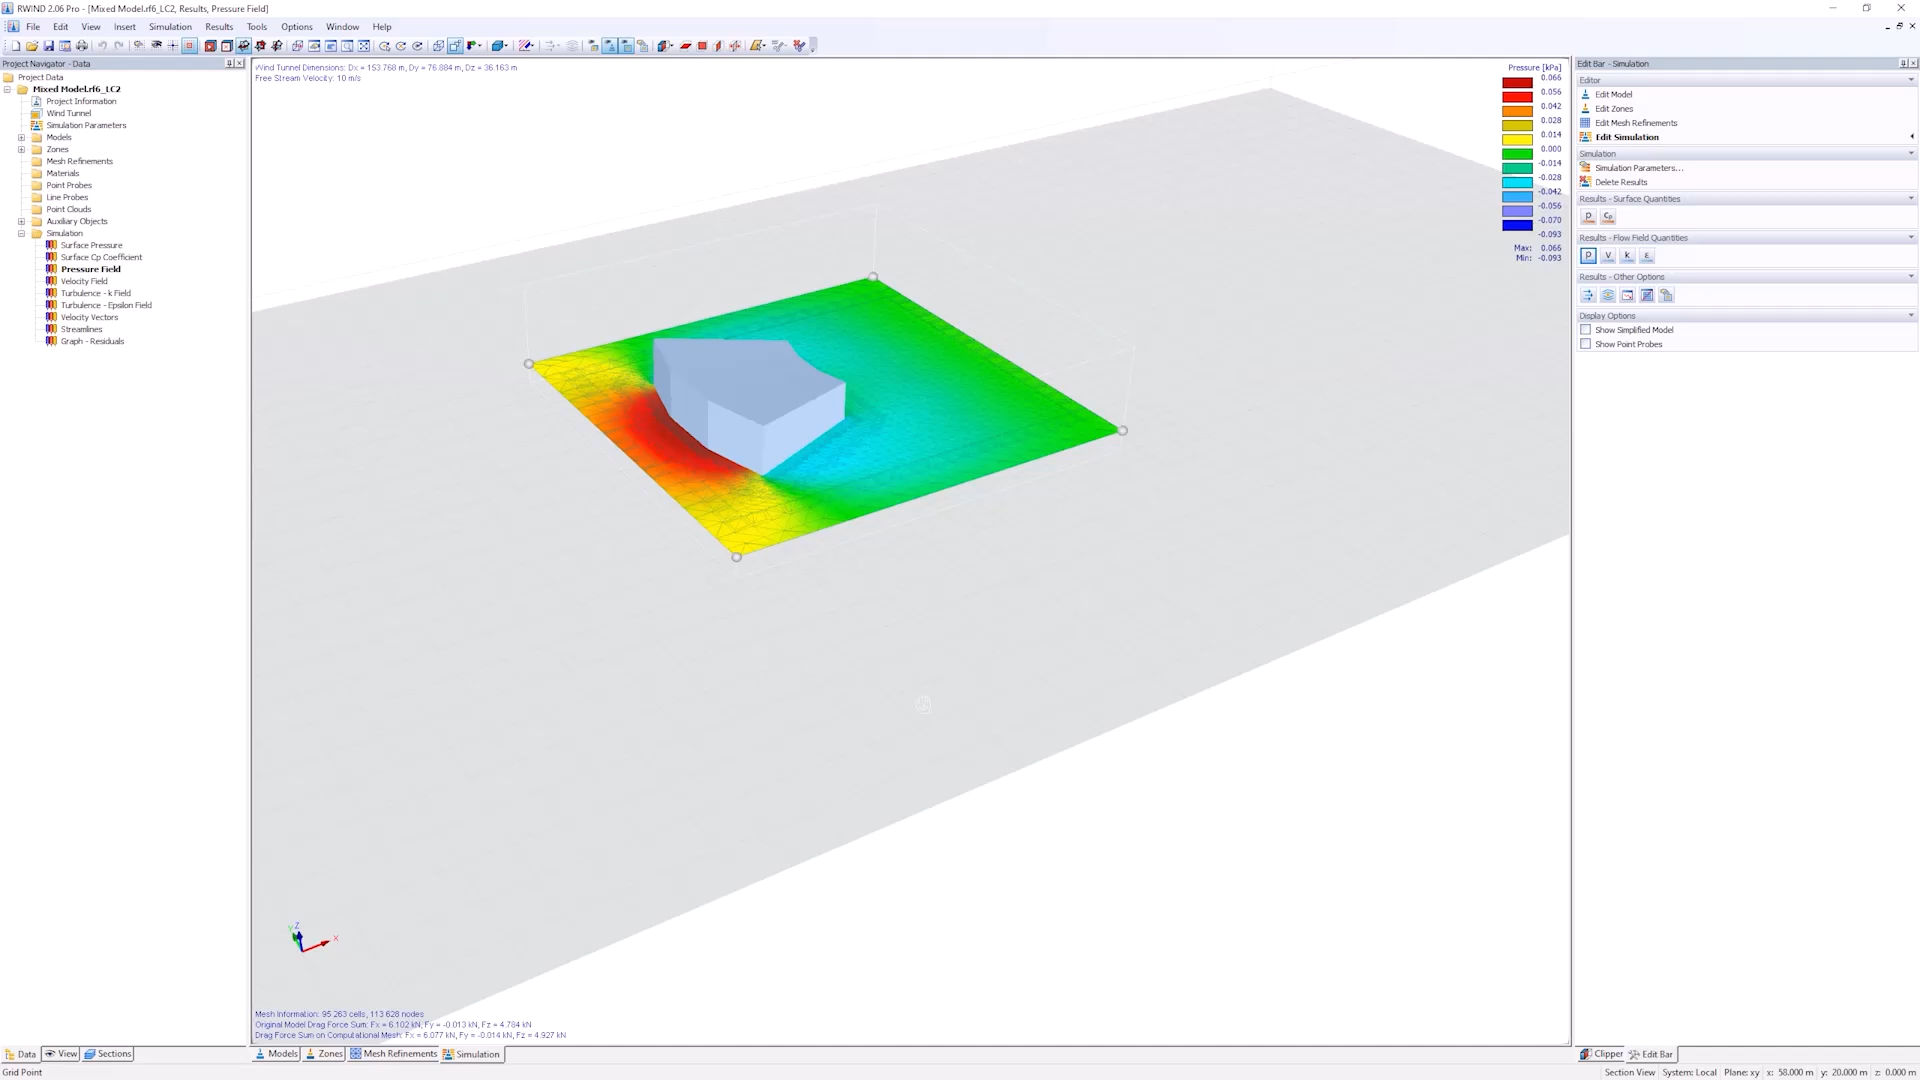 RWIND 2.06 Pro - [Mixed Model.rf6_LC2, Results, Pressure Field]
File Edit View Insert Simulation Results Tools Options Window Help
Project Navigator - Data
Project Data
Mixed Model.rf6_LC2
Project Information
Wind Tunnel
Simulation Parameters
Models
Zones
Mesh Refinements
Materials
Point Probes
Line Probes
Point Clouds
Auxiliary Objects
Simulation
Surface Pressure
Surface Cp Coefficient
Pressure Field
Velocity Field
Turbulence - k Field
Turbulence - Epsilon Field
Velocity Vectors
Streamlines
Graph - Residuals
Wind Tunnel Dimensions: Dx = 153.768 m, Dy = 76.884 m, Dz = 36.163 m
Free Stream Velocity: 10 m/s
Pressure [kPa]
0.066
0.056
0.042
0.028
0.014
0.000
-0.014
-0.028
-0.042
-0.056
-0.070
-0.093
Max: 0.066
Min: -0.093
Y Z X
Mesh Information: 95 263 cells, 113 628 nodes
Original Model Drag Force Sum: Fx = 6.102 kN, Fy = -0.013 kN, Fz = 4.784 kN
Drag Force Sum on Computational Mesh: Fx = 6.077 kN, Fy = -0.014 kN, Fz = 4.927 kN
Edit Bar - Simulation
Editor
Edit Model
Edit Zones
Edit Mesh Refinements
Edit Simulation
Simulation
Simulation Parameters...
Delete Results
Results - Surface Quantities
p cp
Results - Flow Field Quantities
p v k ε
Results - Other Options
Display Options
Show Simplified Model
Show Point Probes
Data View Sections
Models Zones Mesh Refinements Simulation
Clipper Edit Bar
Grid Point
Section View System: Local Plane: xy x: 58.000 m y: 20.000 m z: 0.000 m